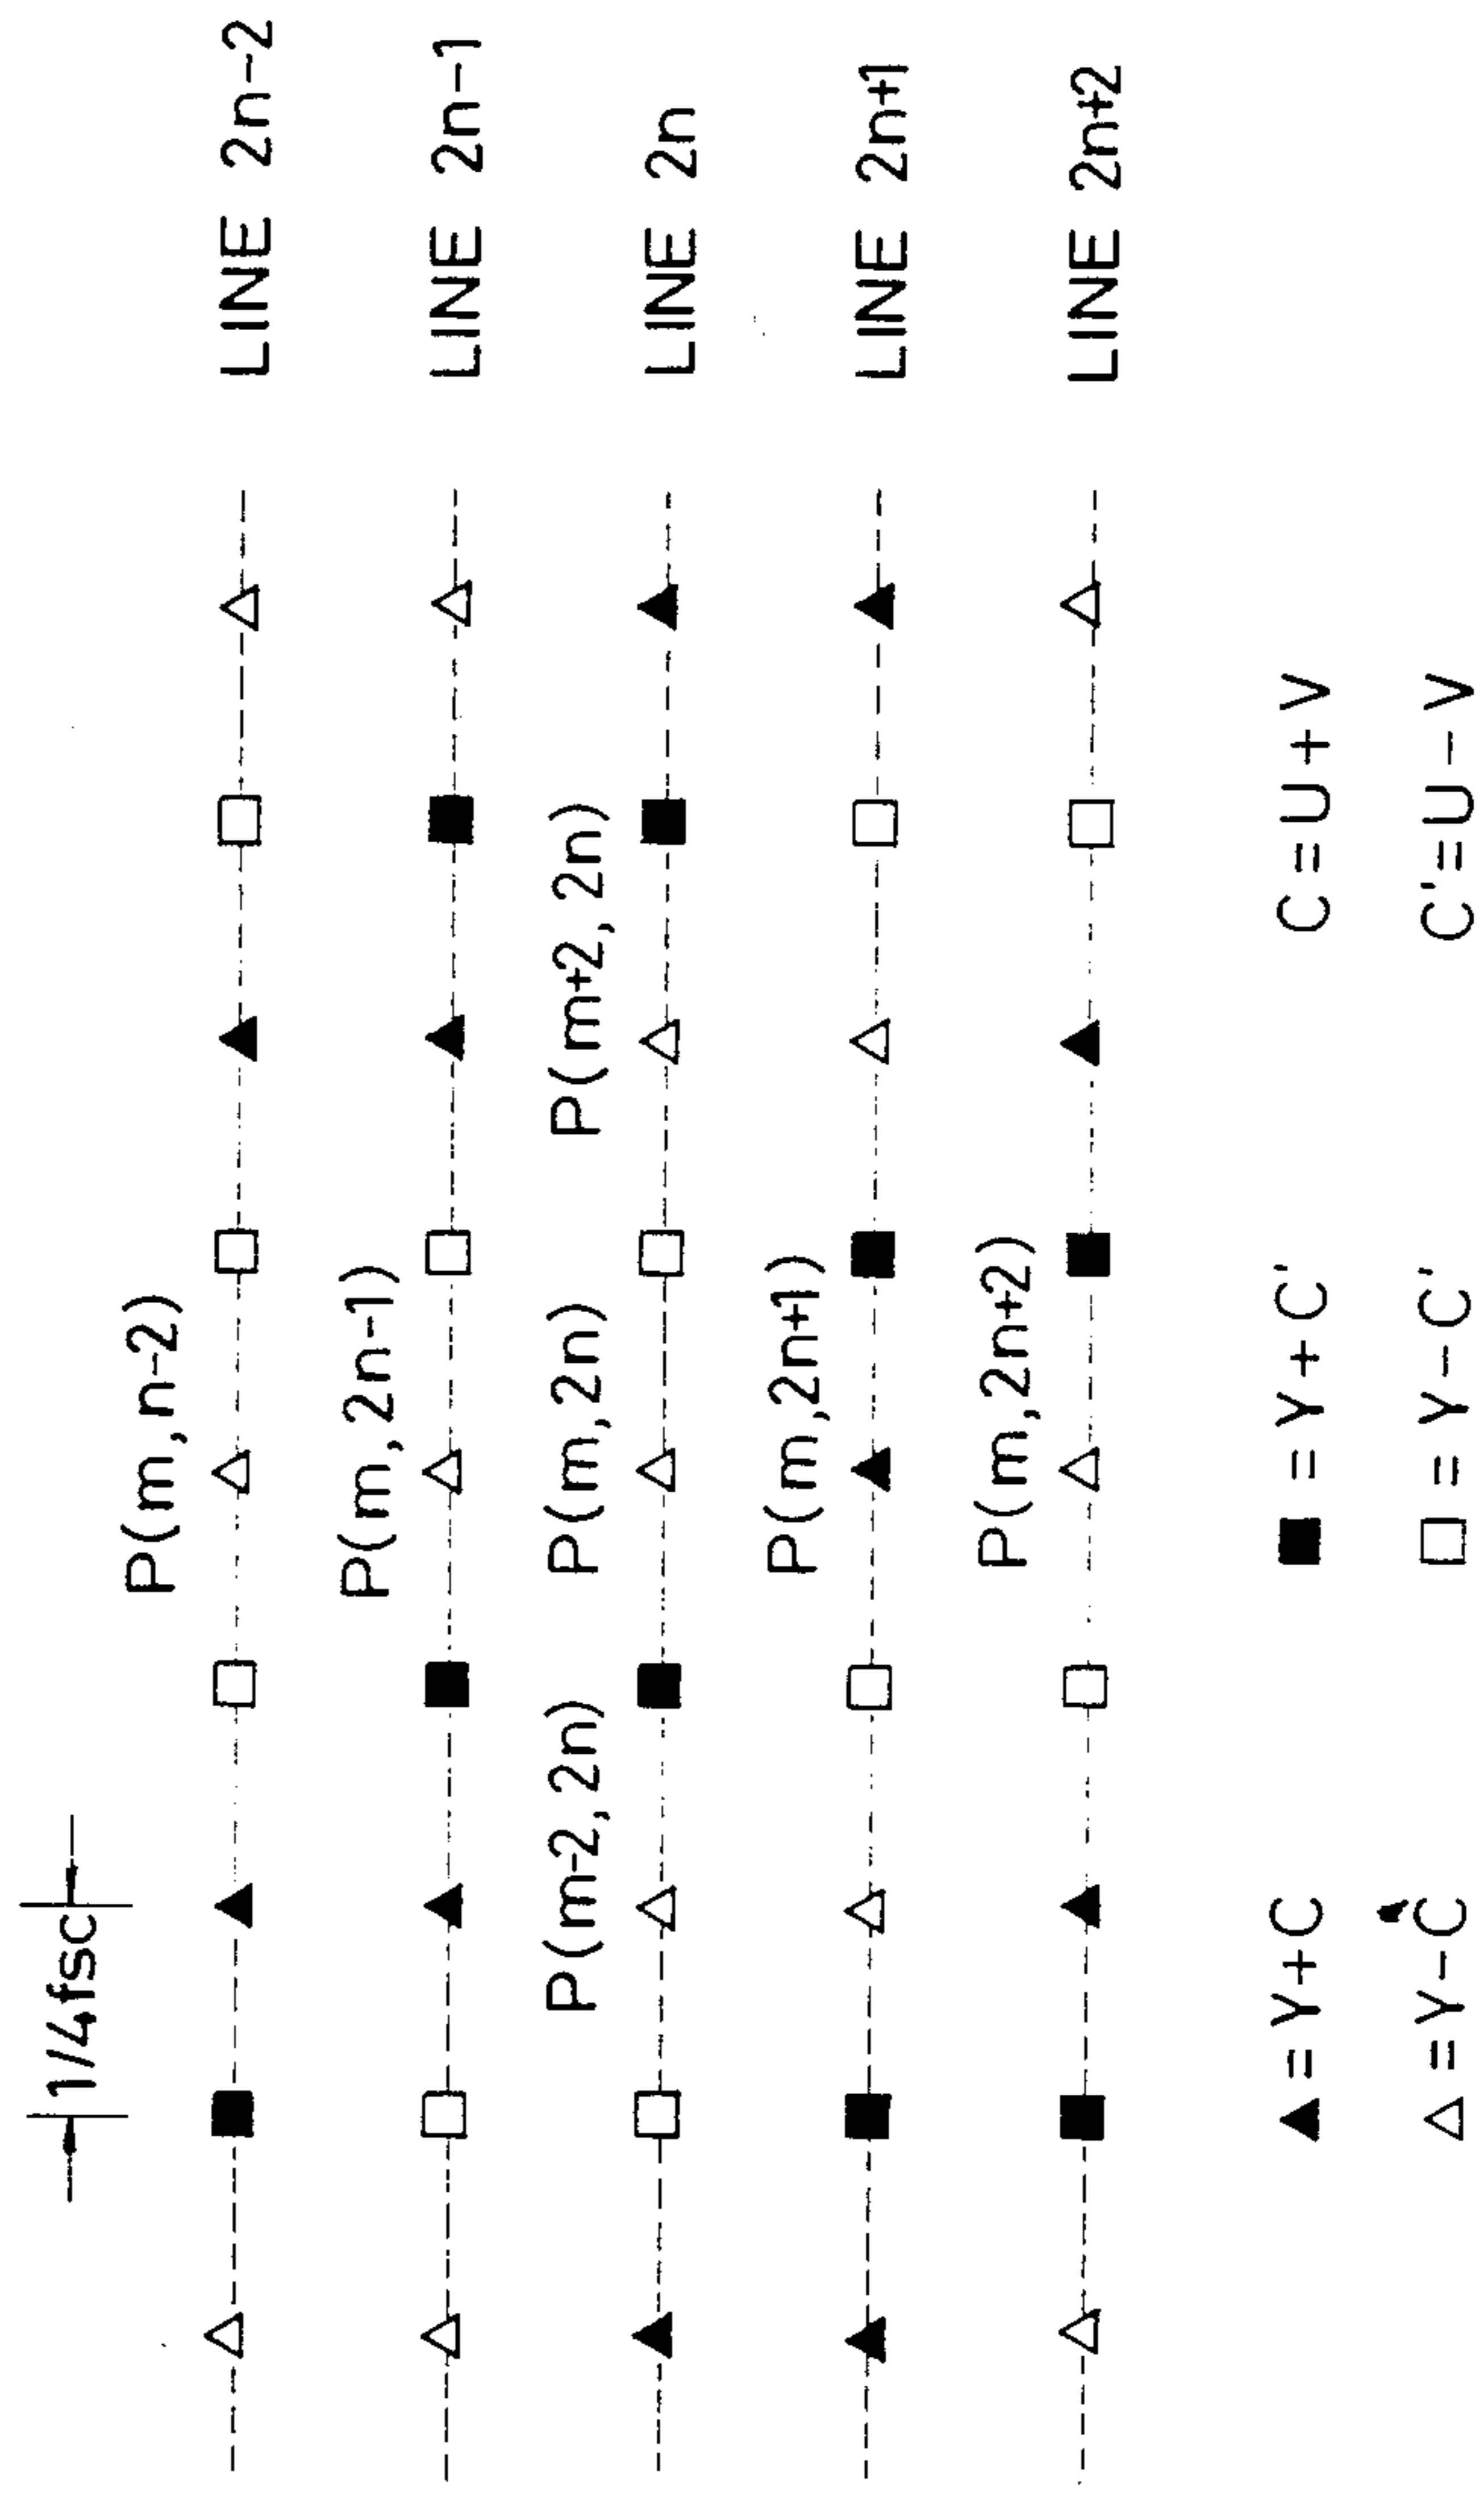 1/4fsc
P(m,n-2)
LINE 2n-2
P(m,2n-1)
LINE 2n-1
P(m-2,2n) P(m,2n) P(m+2,2n)
LINE 2n
P(m,2n+1)
LINE 2n+1
P(m,2n+2)
LINE 2n+2
▲=Y+C ■=Y+C' C=U+V
△=Y-C □=Y-C' C'=U-V